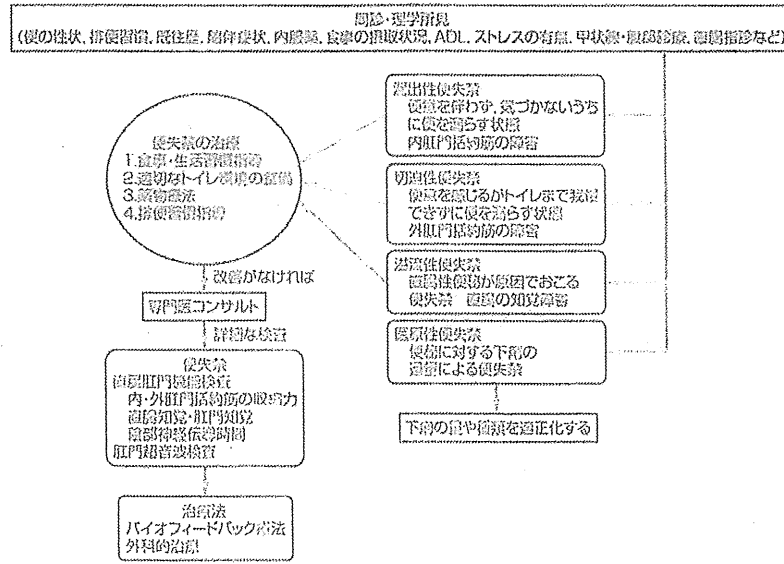 問診・理学所見
(便の性状, 排便習慣, 既往歴, 随伴症状, 内服薬, 食事の摂取状況, ADL, ストレスの有無, 甲状腺・腹部診療, 直腸指診など)
便失禁の治療
1.食事・生活習慣指導
2.適切なトイレ環境の整備
3.薬物療法
4.排便習慣指導
改善がなければ
専門医コンサルト
詳細な検査
便失禁
直腸肛門機能検査
内・外肛門括約筋の収縮力
直腸知覚・肛門知覚
陰部神経伝導時間
肛門超音波検査
治療法
バイオフィードバック療法
外科的治療
漏出性便失禁
便意を伴わず, 気づかないうち
に便を漏らす状態
内肛門括約筋の障害
切迫性便失禁
便意を感じるがトイレまで我慢
できずに便を漏らす状態
外肛門括約筋の障害
溢流性便失禁
直腸性便秘が原因でおこる
便失禁 直腸の知覚障害
医原性便失禁
便秘に対する下剤の
過量による便失禁
下剤の量や種類を適正化する